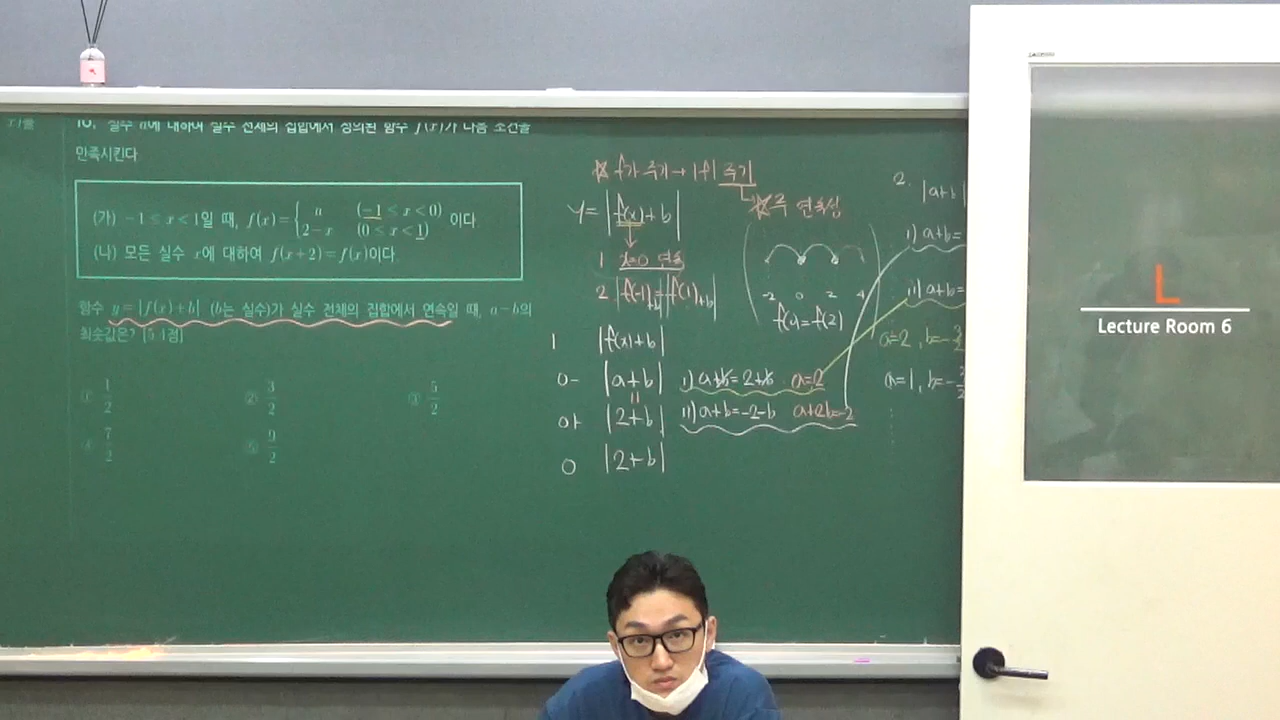 10. 실수 a에 대하여 실수 전체의 집합에서 정의된 함수 f(x)가 다음 조건을
만족시킨다
(가) -1≤x<1일 때, f(x)={ a (-1≤x<0)
2-x (0≤x<1) 이다.
(나) 모든 실수 x에 대하여 f(x+2)=f(x)이다
함수 y=|f(x)+b| (b는 실수)가 실수 전체의 집합에서 연속일 때, a-b의
최솟값은?
① 1/2 ② 3/2 ③ 5/2
④ 7/2 ⑤ 9/2
☆ f가 주기→|f| 주기
☆주 연속성
y=|f(x)+b|
1 x=0 연속
2 |f(-1)+b|=|f(1)+b|
-2 0 2 4
f(0)=f(2)
1 |f(x)+b|
0- |a+b|
=
0+ |2+b|
0 |2+b|
i) a+b=2+b a=2
ii) a+b=-2-b a+2b=-2
2. |a+b|
i) a+b=
ii) a+b=
a=2, b=-3/2
a=1, b=-3/2
L
Lecture Room 6